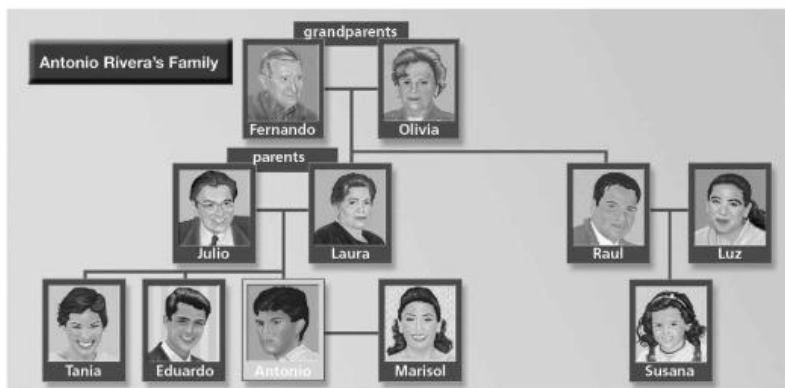 grandparents
Antonio Rivera's Family
Fernando
Olivia
parents
Julio
Laura
Raul
Luz
Tania
Eduardo
Antonio
Marisol
Susana